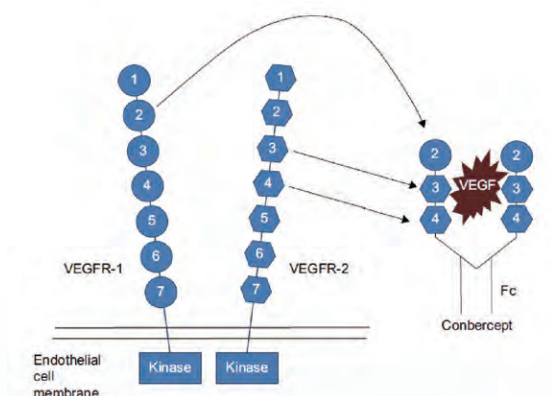 1
2
3
4
5
6
7
VEGFR-1
Kinase
1
2
3
4
5
6
7
VEGFR-2
Kinase
Endothelial
cell
membrane
2
3
4
VEGF
2
3
4
Fc
Conbercept